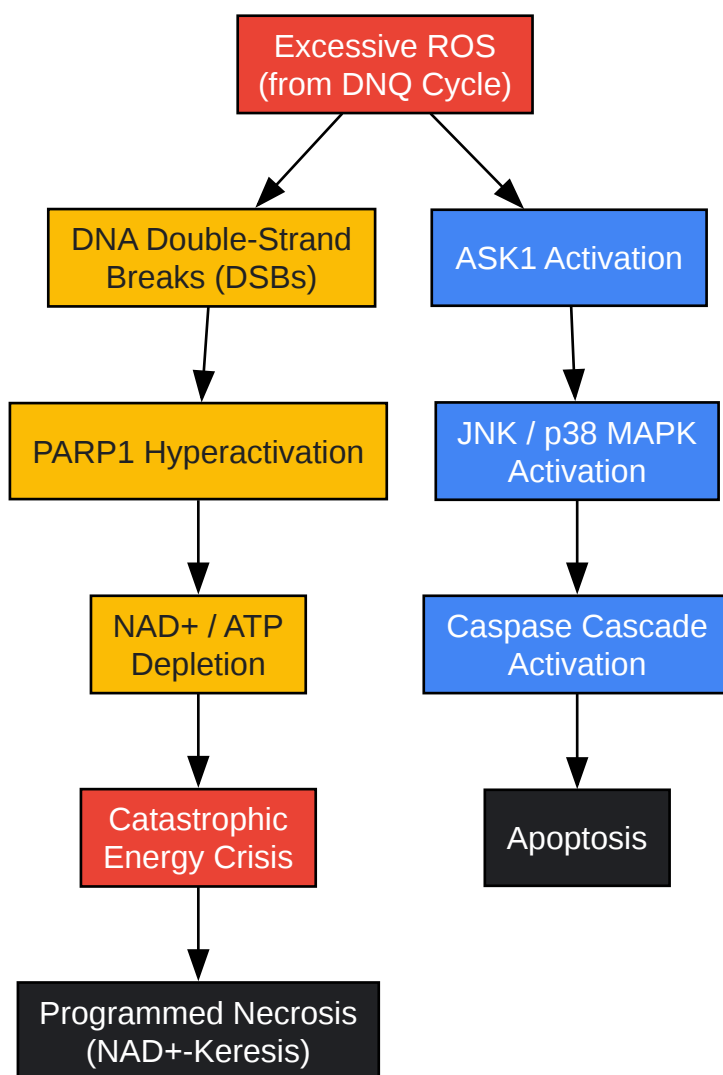 Excessive ROS
(from DNQ Cycle)
DNA Double-Strand
Breaks (DSBs)
ASK1 Activation
PARP1 Hyperactivation
JNK / p38 MAPK
Activation
NAD+ / ATP
Depletion
Caspase Cascade
Activation
Catastrophic
Energy Crisis
Apoptosis
Programmed Necrosis
(NAD+-Keresis)